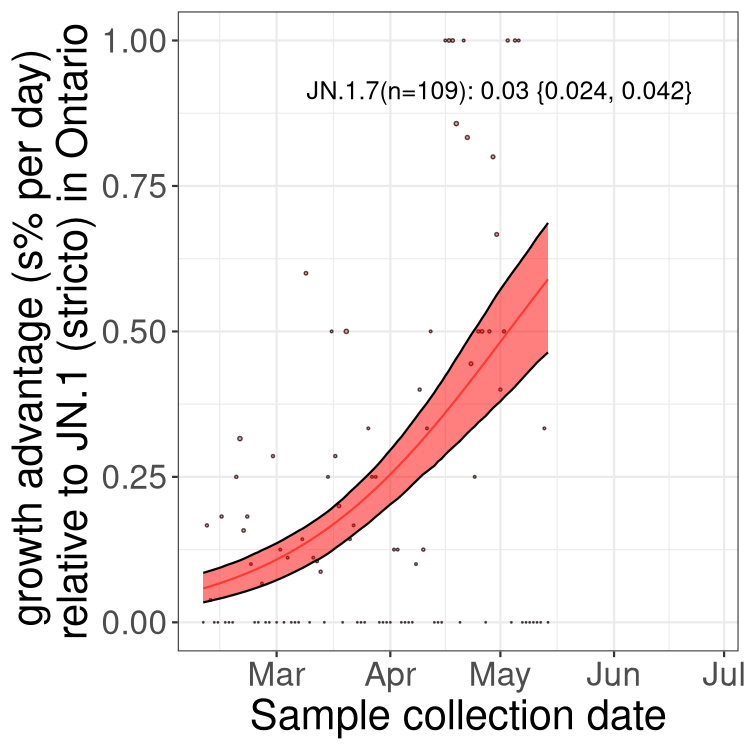 growth advantage (s% per day)
relative to JN.1 (stricto) in Ontario
1.00
0.75
0.50
0.25
0.00
JN.1.7(n=109): 0.03 {0.024, 0.042}
Mar Apr May Jun Jul
Sample collection date